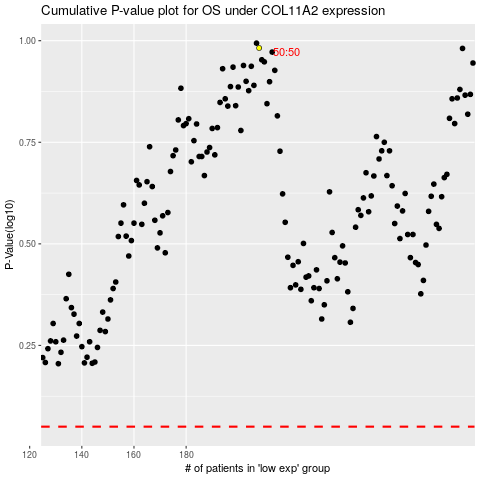 Cumulative P-value plot for OS under COL11A2 expression
P-Value(log10)
1.00
0.75
0.50
0.25
50:50
120 140 160 180
# of patients in 'low exp' group